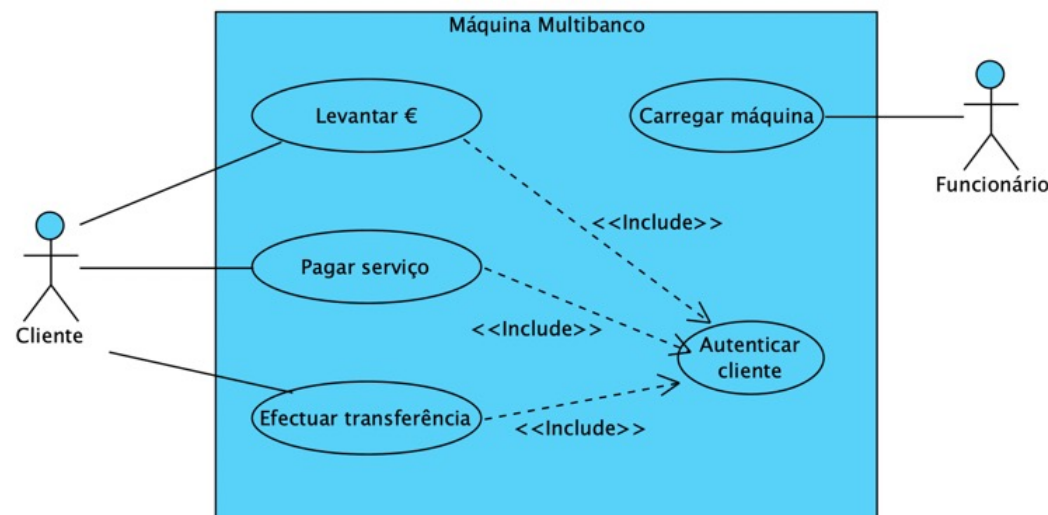 Máquina Multibanco
Levantar €
Carregar máquina
Funcionário
<<Include>>
Pagar serviço
<<Include>>
Cliente
Autenticar
cliente
Efectuar transferência
<<Include>>